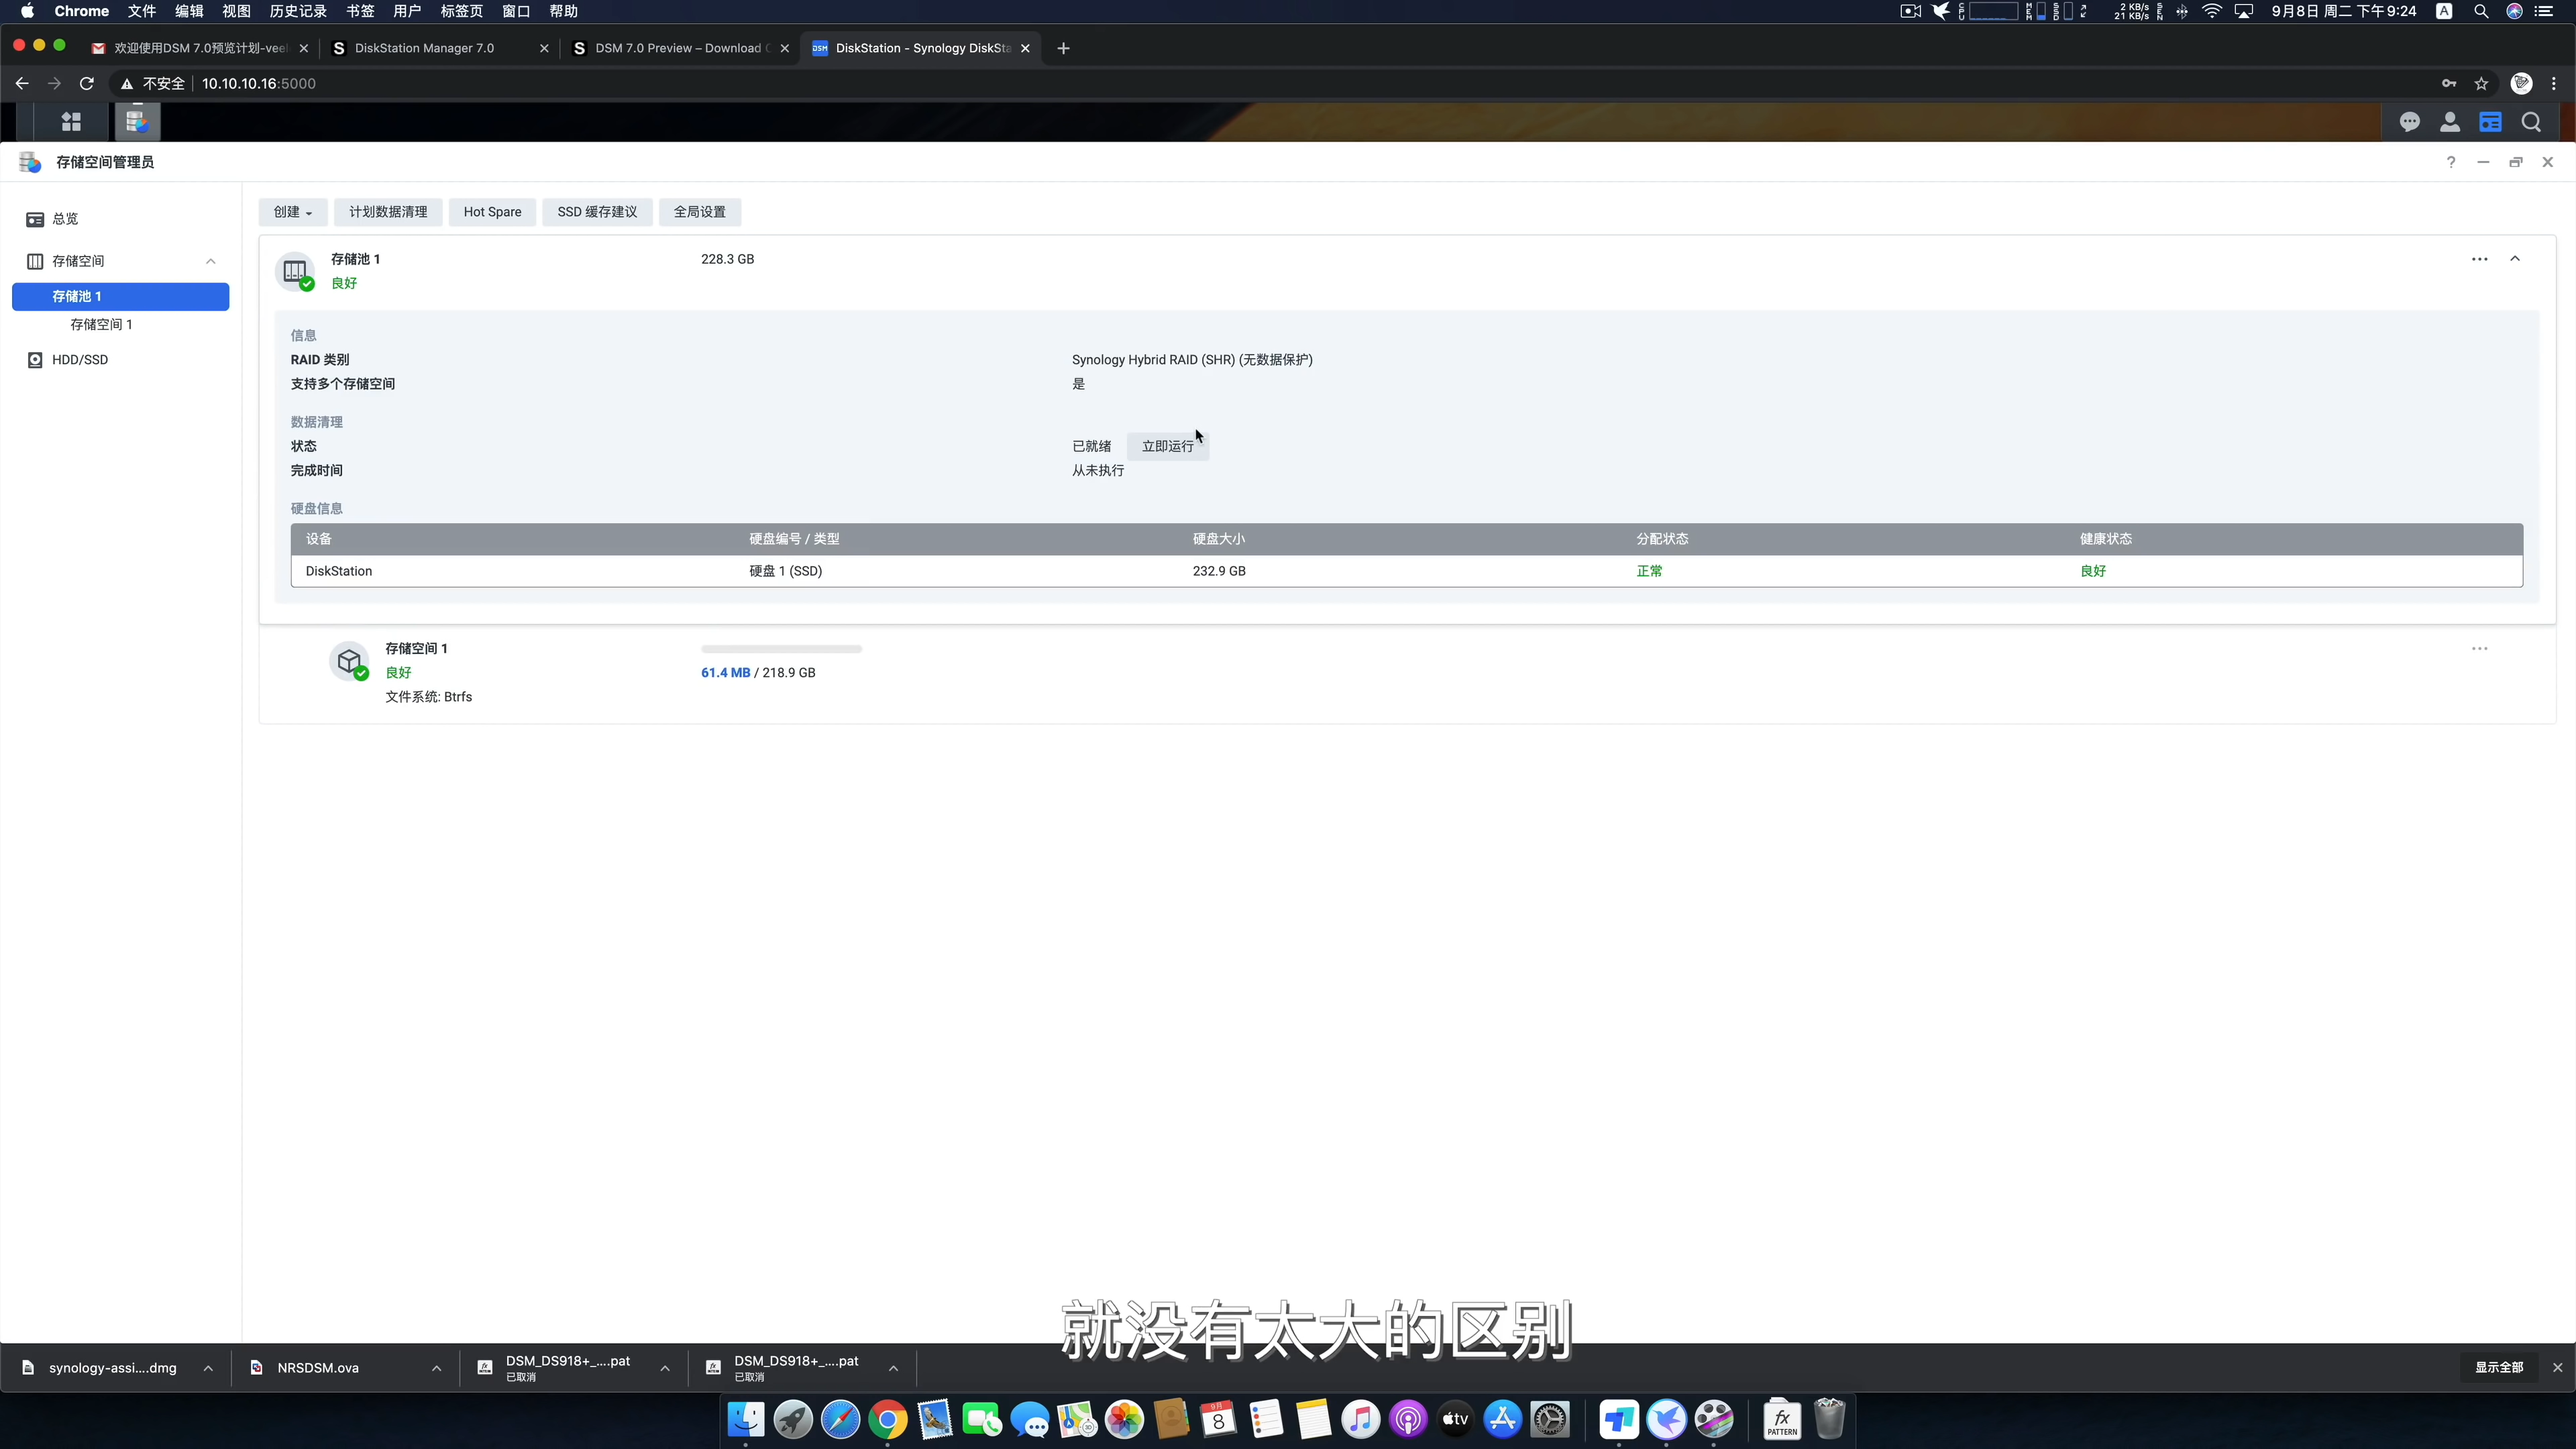 Chrome 文件 编辑 视图 历史记录 书签 用户 标签页 窗口 帮助
2 KB/s 21 KB/s 9月8日 周二 下午9:24 A
欢迎使用DSM 7.0预览计划-veel
DiskStation Manager 7.0
DSM 7.0 Preview – Download C
DSM DiskStation - Synology DiskSta
不安全 10.10.10.16:5000
存储空间管理员
总览
存储空间
存储池 1
存储空间 1
HDD/SSD
创建 计划数据清理 Hot Spare SSD 缓存建议 全局设置
存储池 1 228.3 GB
良好
信息
RAID 类别 Synology Hybrid RAID (SHR) (无数据保护)
支持多个存储空间 是
数据清理
状态 已就绪 立即运行
完成时间 从未执行
硬盘信息
设备 硬盘编号 / 类型 硬盘大小 分配状态 健康状态
DiskStation 硬盘 1 (SSD) 232.9 GB 正常 良好
存储空间 1
良好 61.4 MB / 218.9 GB
文件系统: Btrfs
就没有太大的区别
synology-assi....dmg
NRSDSM.ova
DSM_DS918+_....pat
已取消
DSM_DS918+_....pat
已取消
显示全部
9月
8
tv
fx
PATTERN